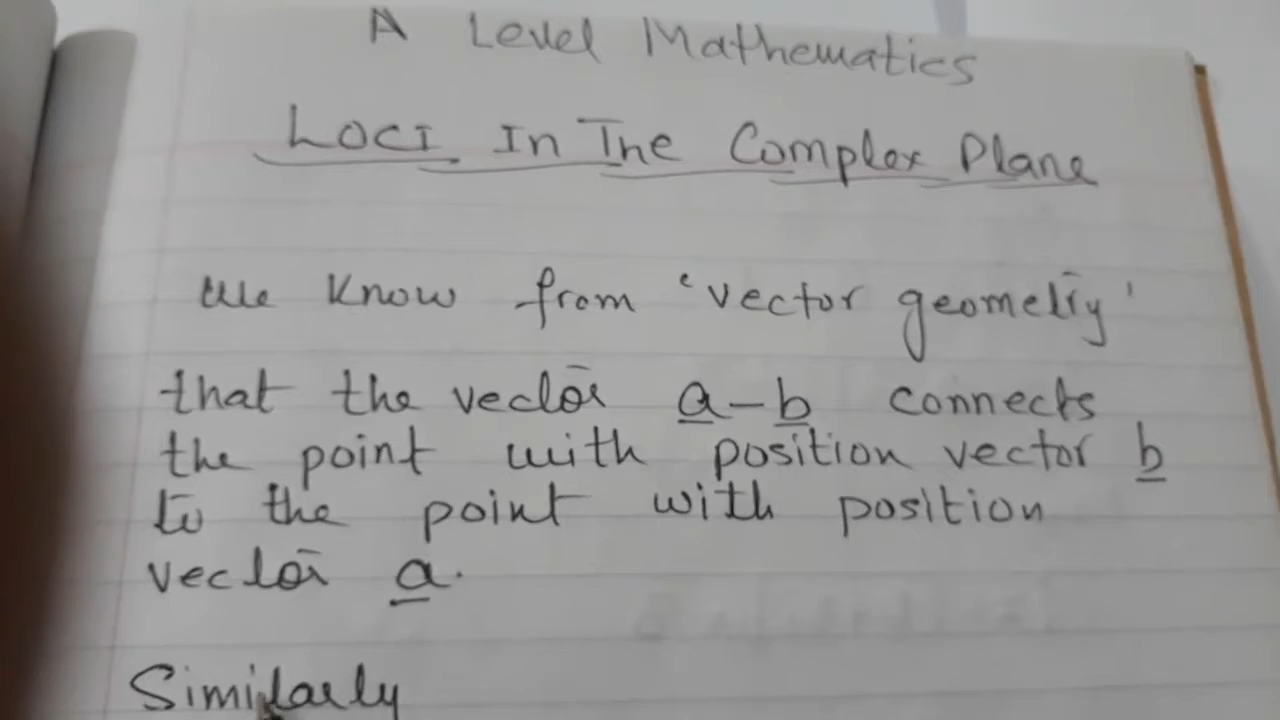 A Level Mathematics
Loci In The Complex Plane
We know from 'vector geometry'
that the vector a-b connects
the point with position vector b
to the point with position
vector a.
Similarly